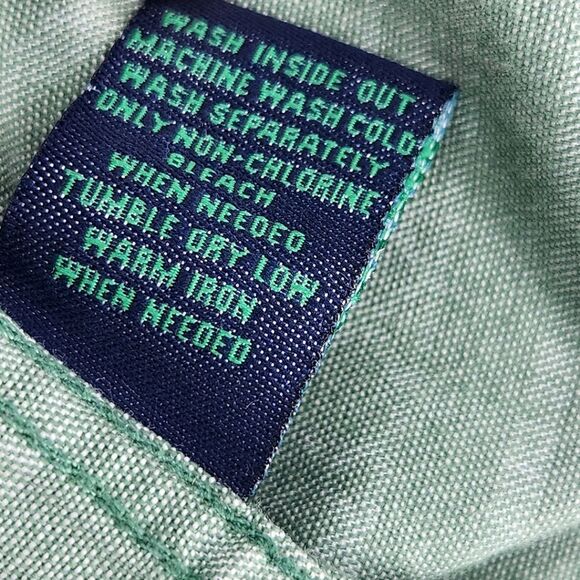 WASH INSIDE OUT
MACHINE WASH COLD
WASH SEPARATELY
ONLY NON-CHLORINE
BLEACH
WHEN NEEDED
TUMBLE DRY LOW
WARM IRON
WHEN NEEDED